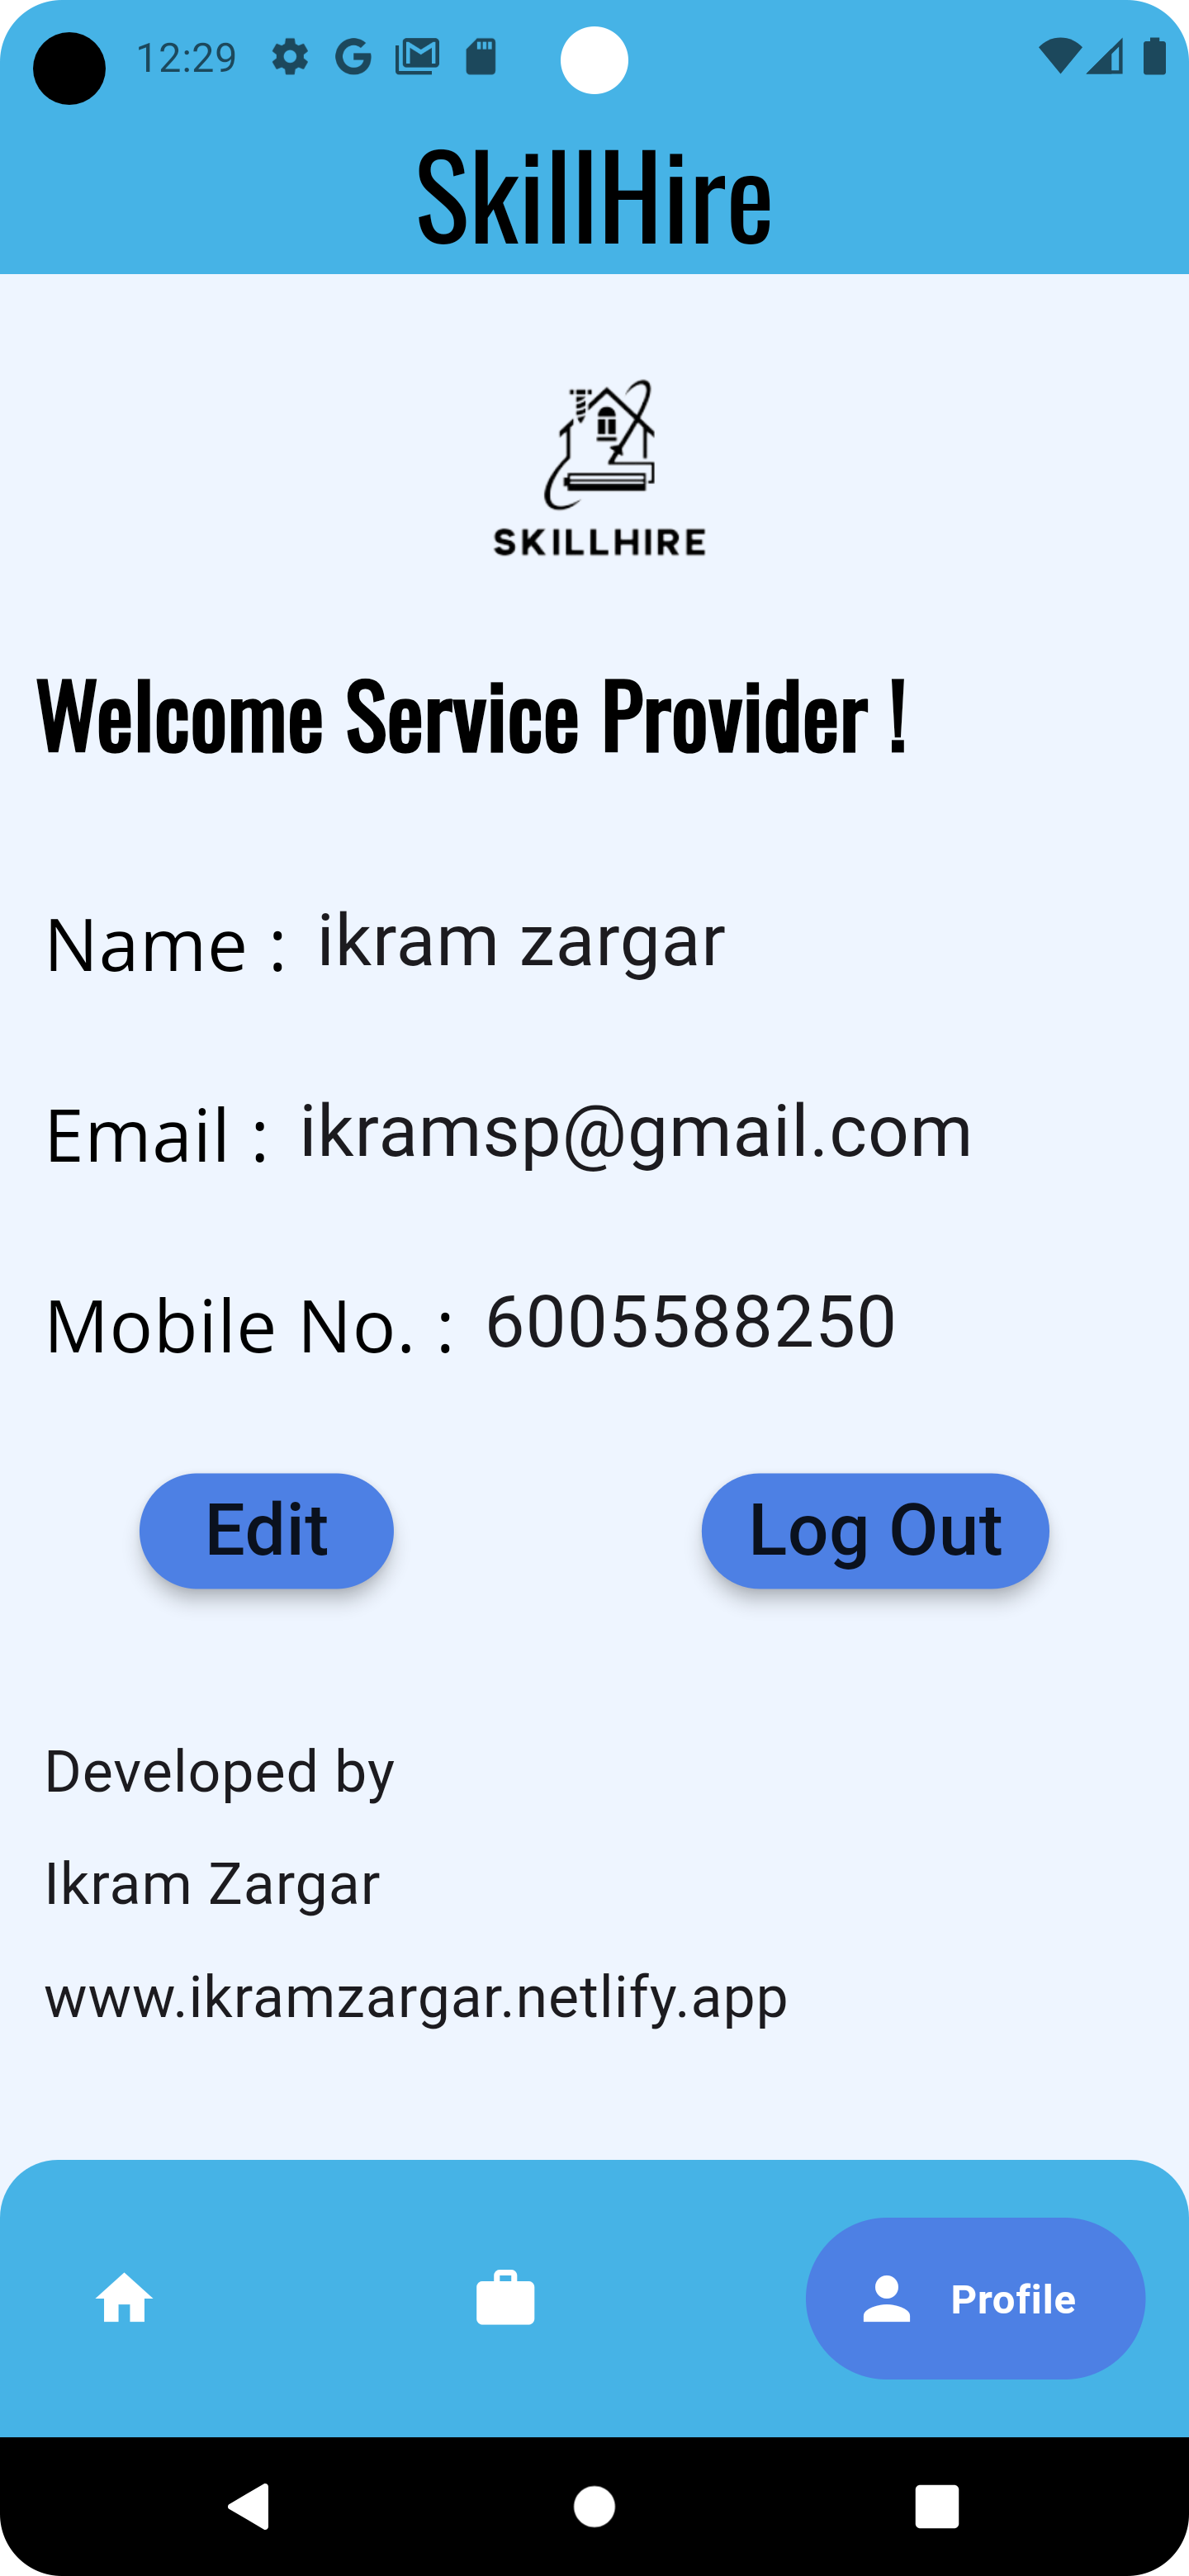 12:29
SkillHire
SKILLHIRE
Welcome Service Provider !
Name : ikram zargar
Email : ikramsp@gmail.com
Mobile No. : 6005588250
Edit Log Out
Developed by
Ikram Zargar
www.ikramzargar.netlify.app
Profile